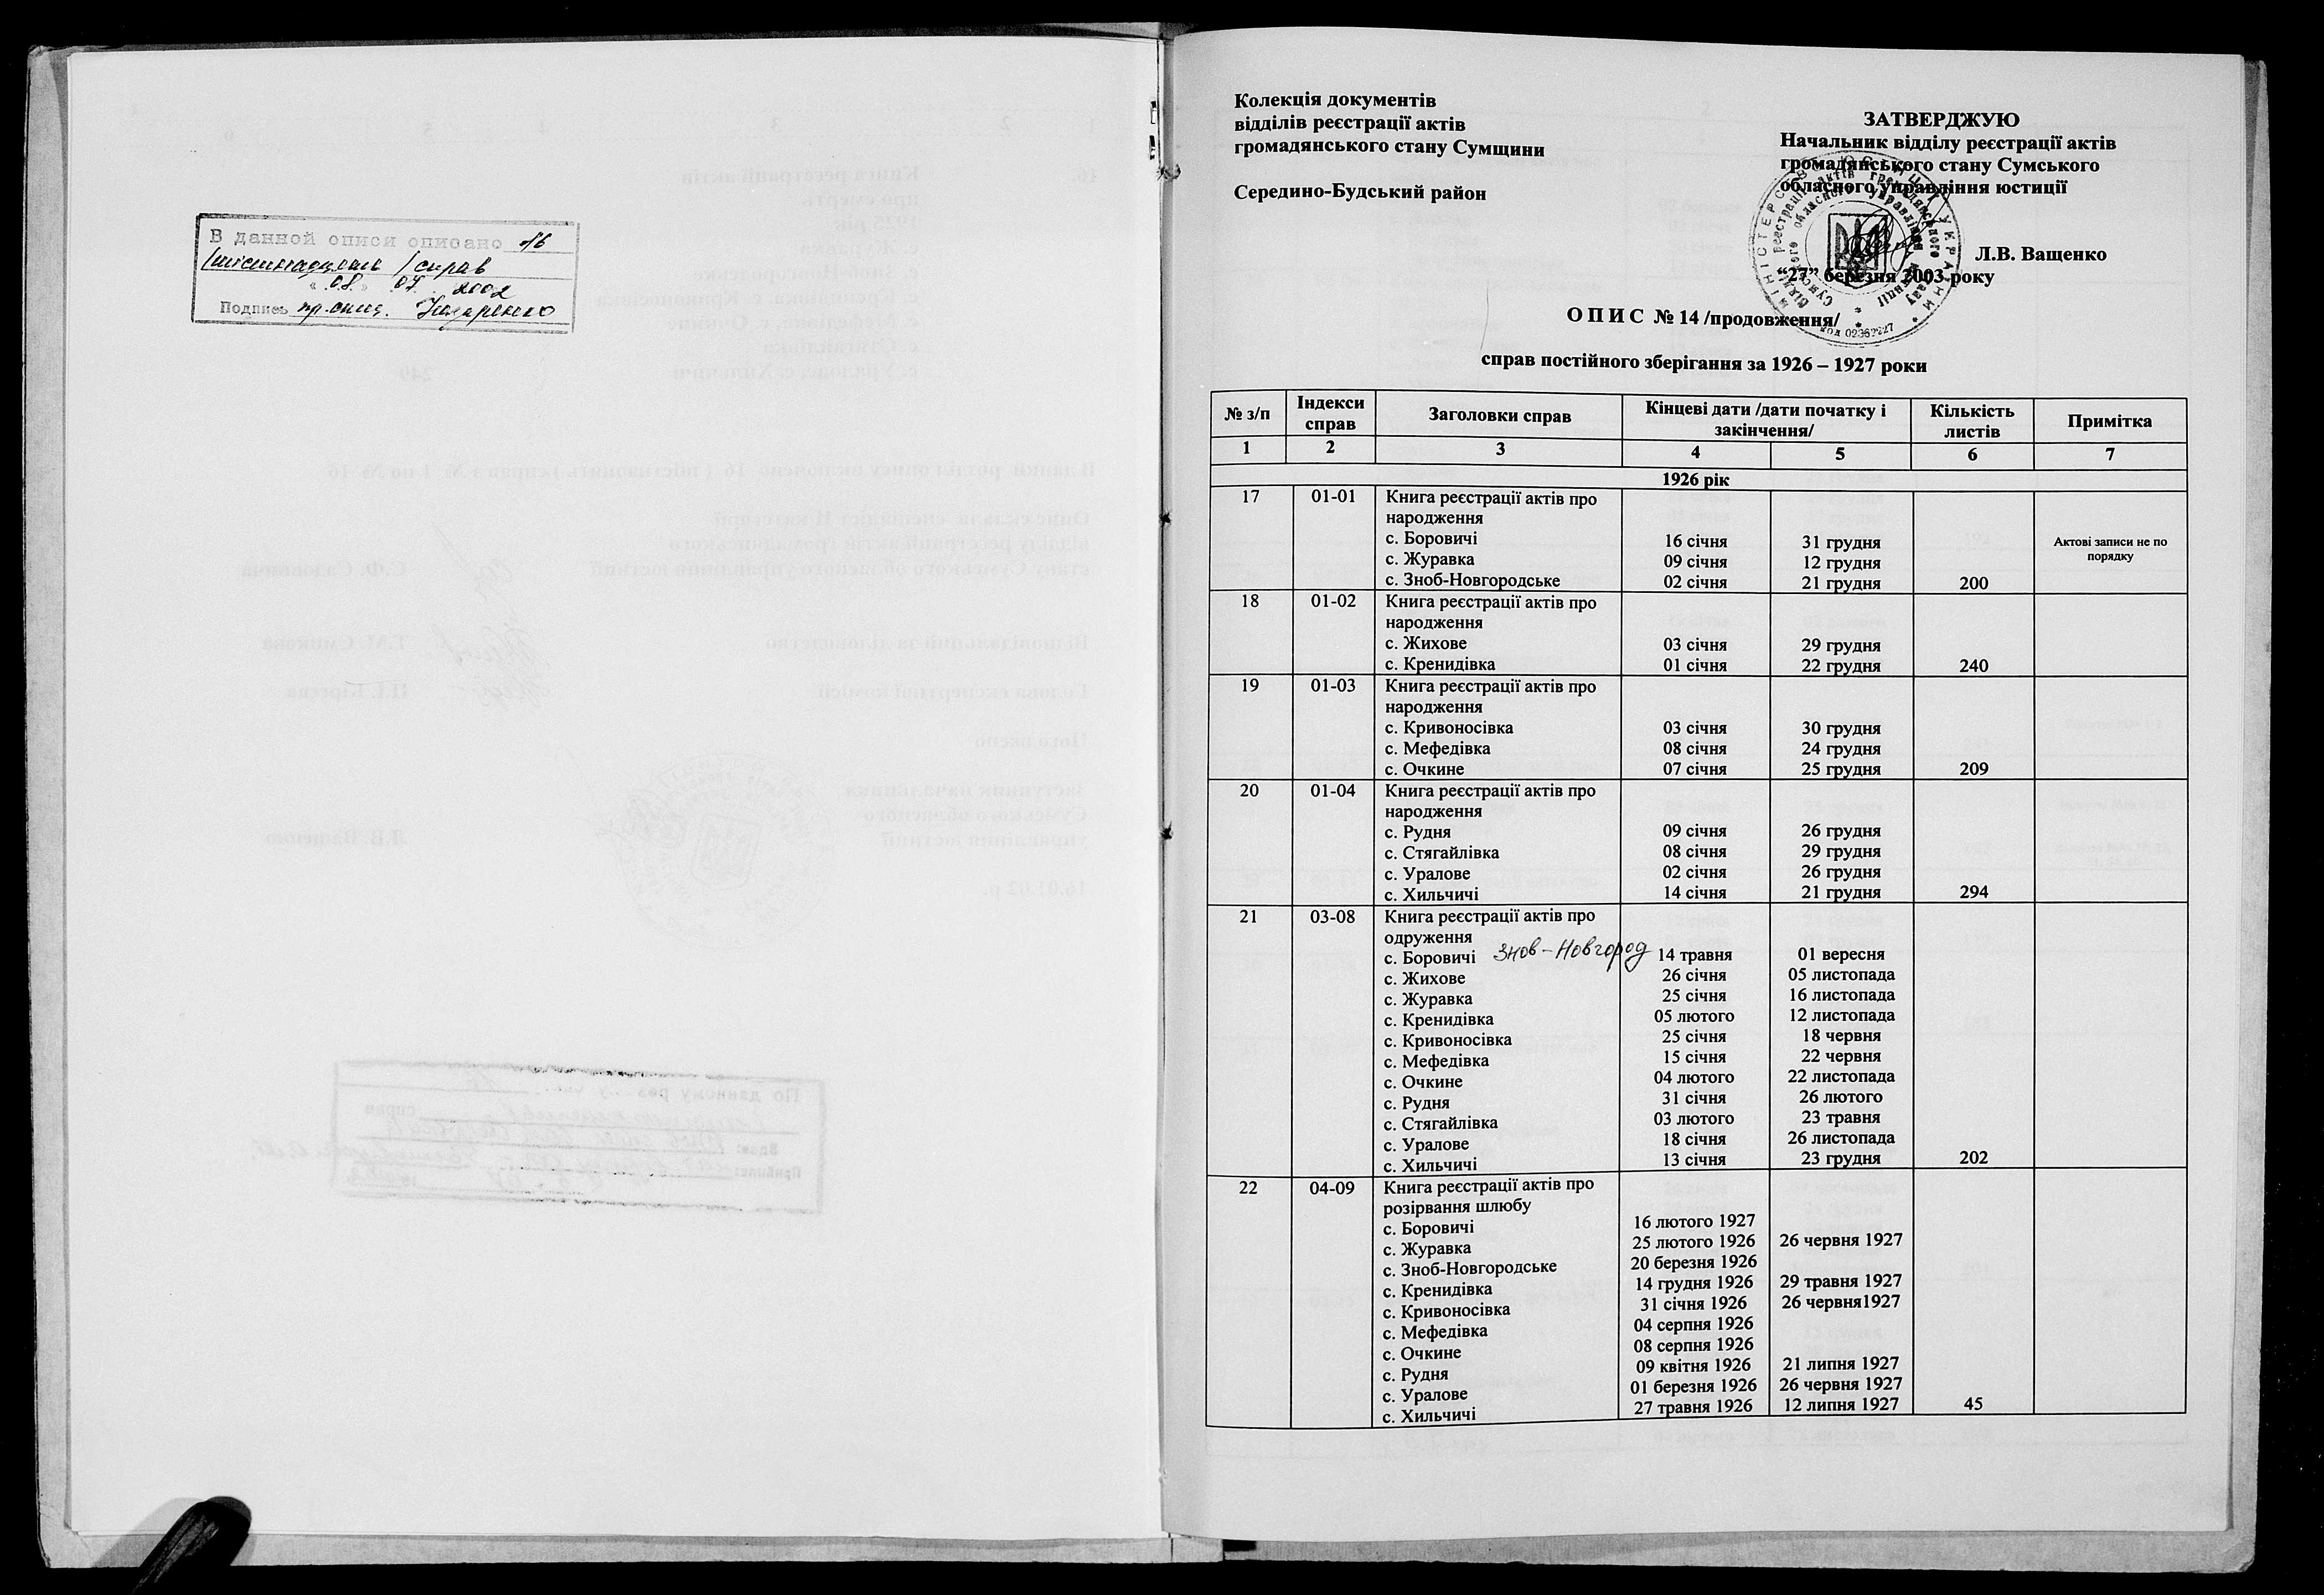 В данной описи описано 16
/шістнадцять/ справ
"08" 07. 2002
Подпись пр.спец. Назаренко
Колекція документів
відділів реєстрації актів
громадянського стану Сумщини
Середино-Будський район
ЗАТВЕРДЖУЮ
Начальник відділу реєстрації актів
громадянського стану Сумського
обласного управління юстиції
Л.В. Ващенко
“27” березня 2003 року
О П И С № 14 /продовження/
справ постійного зберігання за 1926 – 1927 роки
№ з/п Індекси справ Заголовки справ Кінцеві дати /дати початку і закінчення/ Кількість листів Примітка
1 2 3 4 5 6 7
1926 рік
17 01-01 Книга реєстрації актів про
народження
с. Боровичі 16 січня 31 грудня Актові записи не по
с. Журавка 09 січня 12 грудня порядку
с. Зноб-Новгородське 02 січня 21 грудня 200
18 01-02 Книга реєстрації актів про
народження
с. Жихове 03 січня 29 грудня
с. Кренидівка 01 січня 22 грудня 240
19 01-03 Книга реєстрації актів про
народження
с. Кривоносівка 03 січня 30 грудня
с. Мефедівка 08 січня 24 грудня
с. Очкине 07 січня 25 грудня 209
20 01-04 Книга реєстрації актів про
народження
с. Рудня 09 січня 26 грудня
с. Стягайлівка 08 січня 29 грудня
с. Уралове 02 січня 26 грудня
с. Хильчичі 14 січня 21 грудня 294
21 03-08 Книга реєстрації актів про
одруження
с. Боровичі Знов-Новгород 14 травня 01 вересня
с. Жихове 26 січня 05 листопада
с. Журавка 25 січня 16 листопада
с. Кренидівка 05 лютого 12 листопада
с. Кривоносівка 25 січня 18 червня
с. Мефедівка 15 січня 22 червня
с. Очкине 04 лютого 22 листопада
с. Рудня 31 січня 26 лютого
с. Стягайлівка 03 лютого 23 травня
с. Уралове 18 січня 26 листопада
с. Хильчичі 13 січня 23 грудня 202
22 04-09 Книга реєстрації актів про
розірвання шлюбу
с. Боровичі 16 лютого 1927
с. Журавка 25 лютого 1926 26 червня 1927
с. Зноб-Новгородське 20 березня 1926
с. Кренидівка 14 грудня 1926 29 травня 1927
с. Кривоносівка 31 січня 1926 26 червня1927
с. Мефедівка 04 серпня 1926
с. Очкине 08 серпня 1926
с. Рудня 09 квітня 1926 21 липня 1927
с. Уралове 01 березня 1926 26 червня 1927
с. Хильчичі 27 травня 1926 12 липня 1927 45